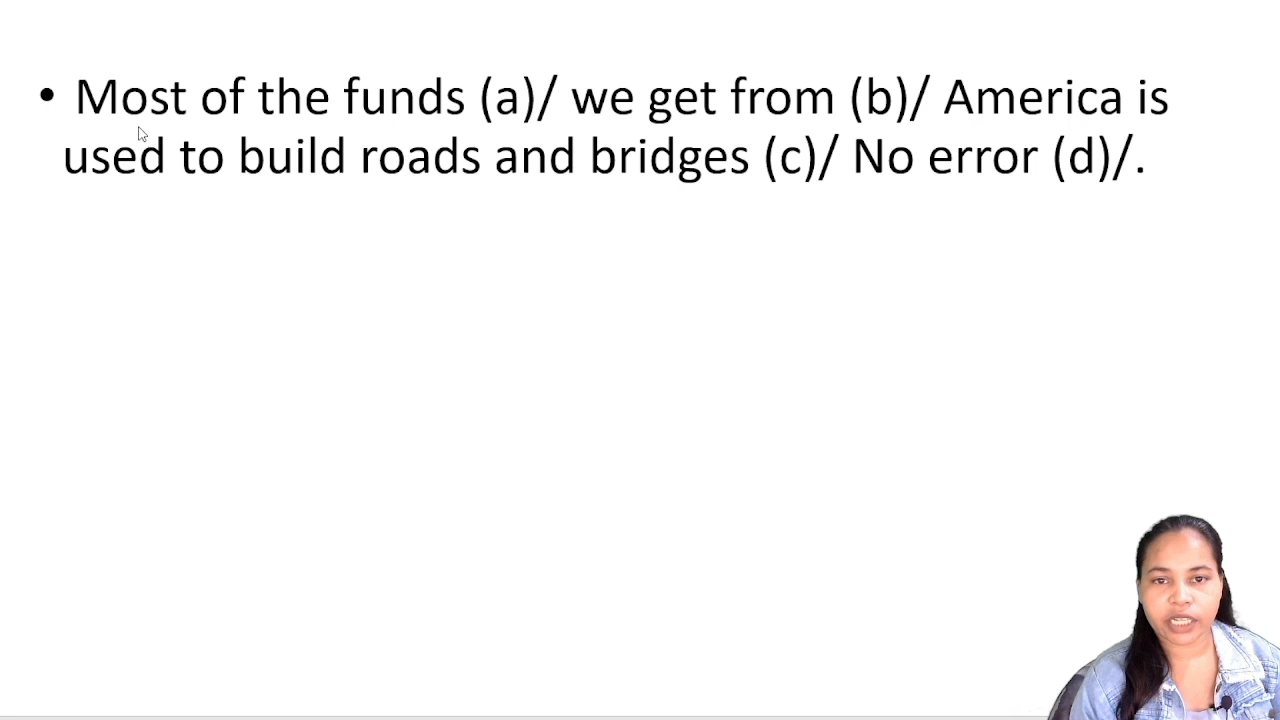 • Most of the funds (a)/ we get from (b)/ America is
used to build roads and bridges (c)/ No error (d)/.